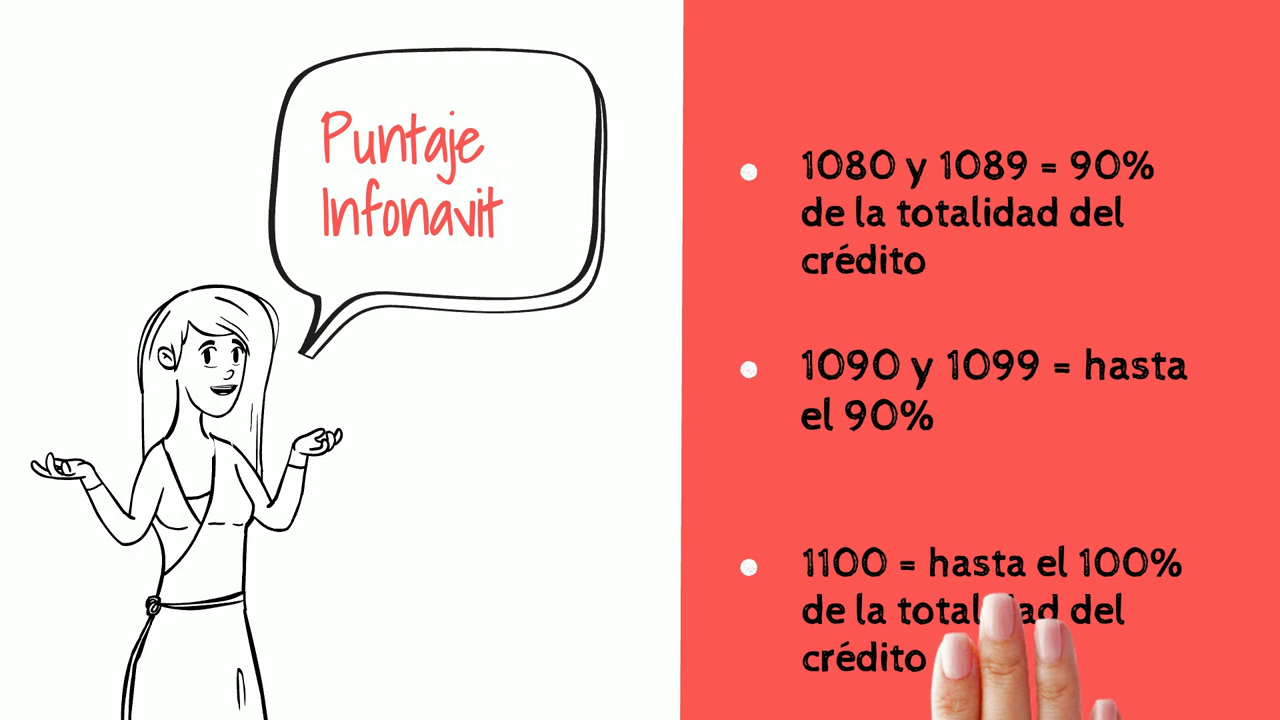 Puntaje
Infonavit
1080 y 1089 = 90%
de la totalidad del
crédito
1090 y 1099 = hasta
el 90%
1100 = hasta el 100%
de la totalidad del
crédito